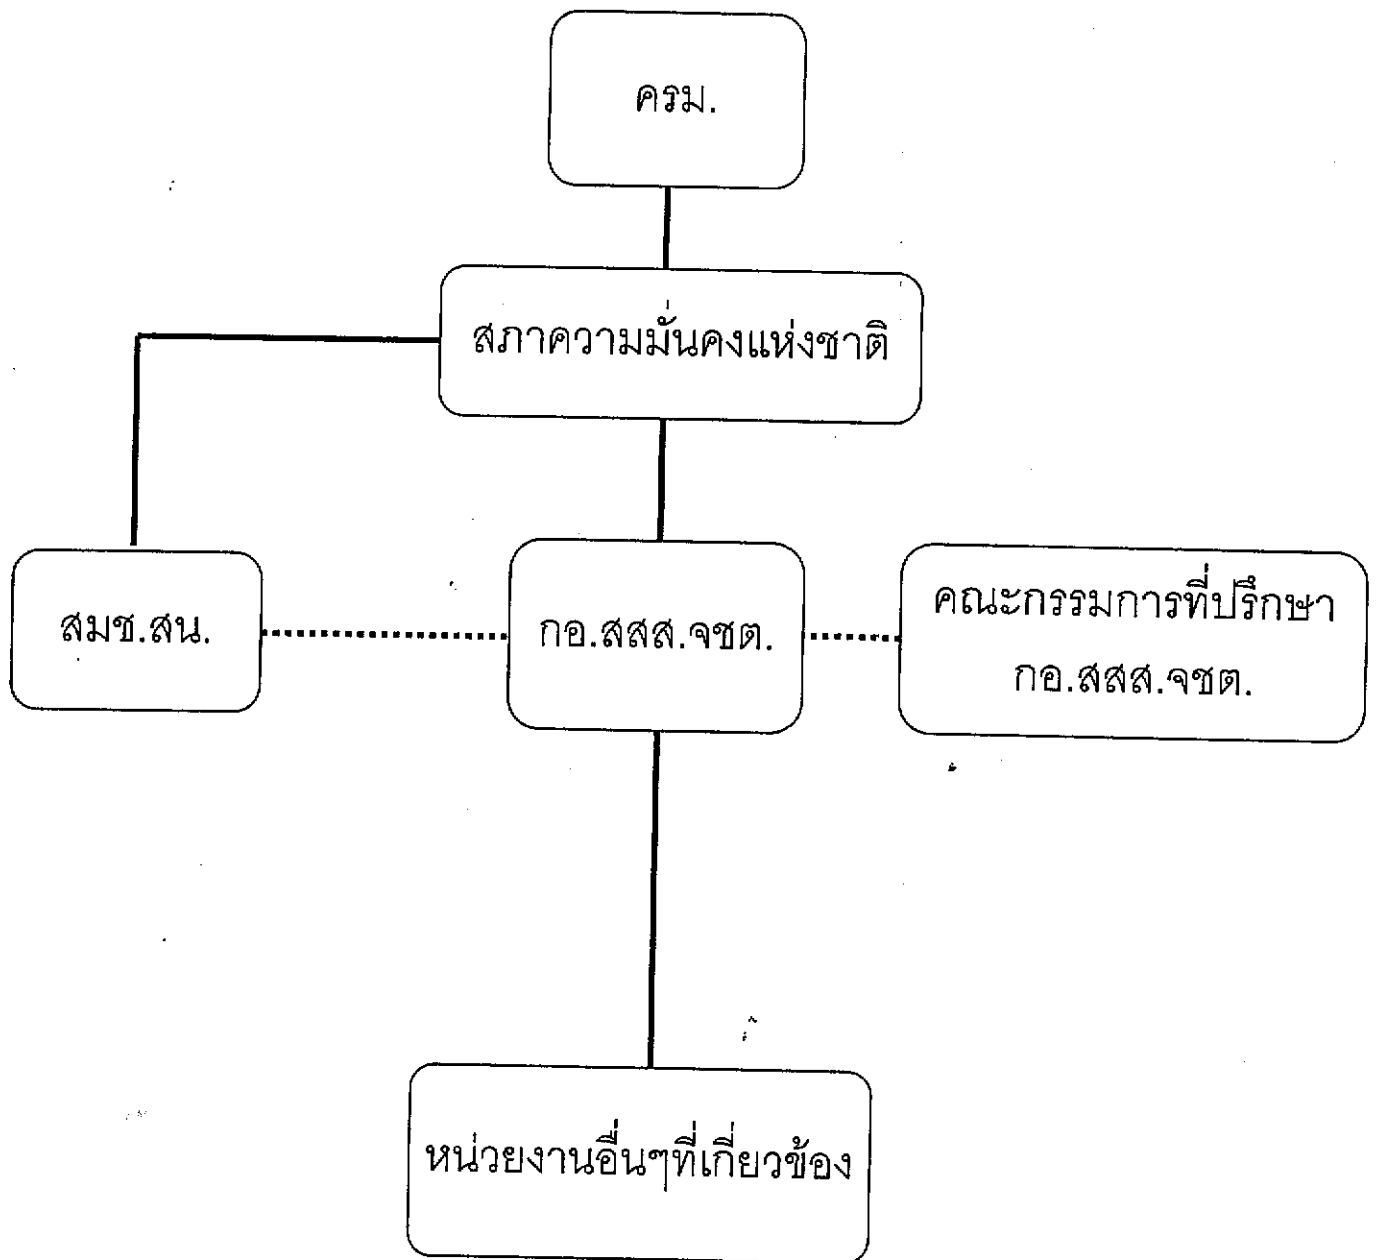 ครม.
สภาความมั่นคงแห่งชาติ
สมช.สน.
กอ.สสส.จชต.
คณะกรรมการที่ปรึกษา
กอ.สสส.จชต.
หน่วยงานอื่นๆที่เกี่ยวข้อง